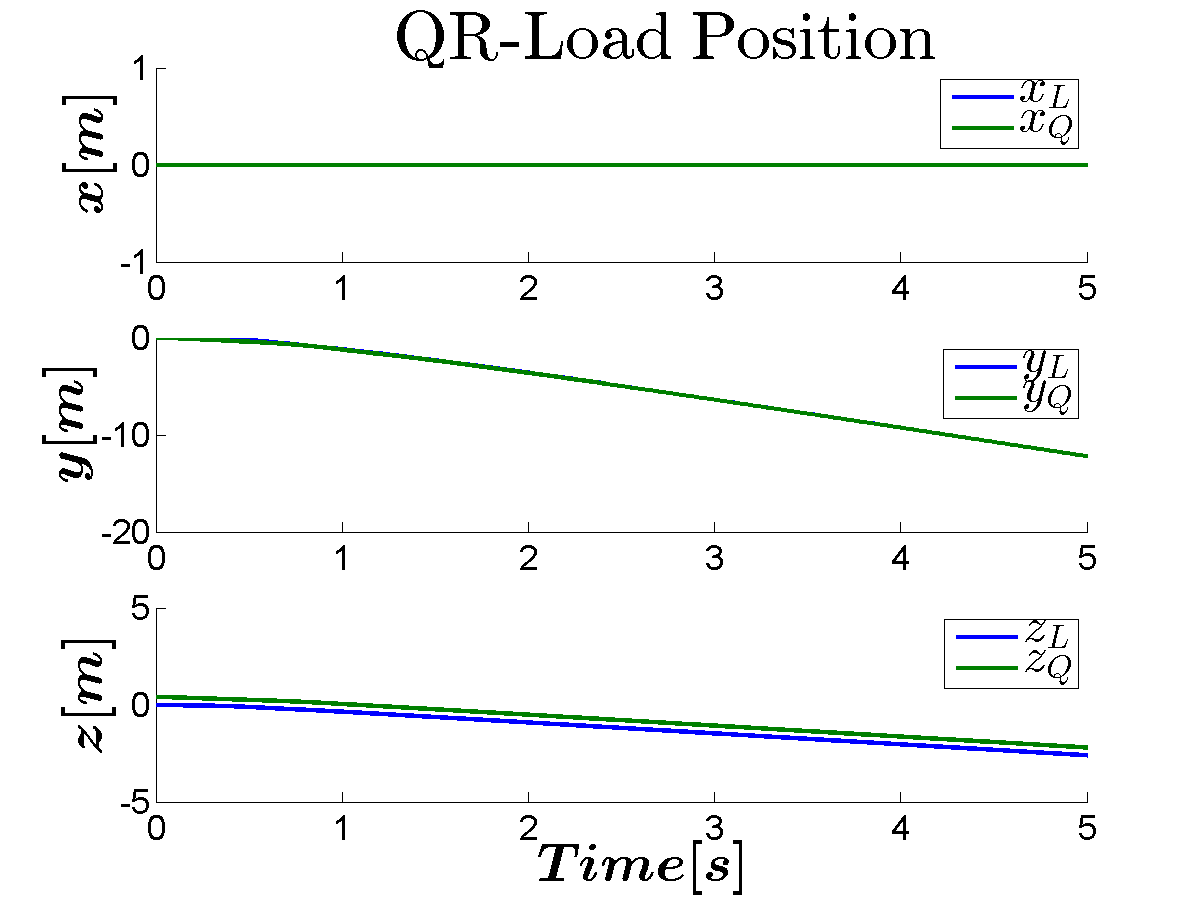 QR-Load Position
1
x[m]
0
-1
x_L
x_Q
0 1 2 3 4 5
0
y[m]
-10
-20
y_L
y_Q
0 1 2 3 4 5
5
z[m]
0
-5
z_L
z_Q
0 1 2 3 4 5
Time[s]